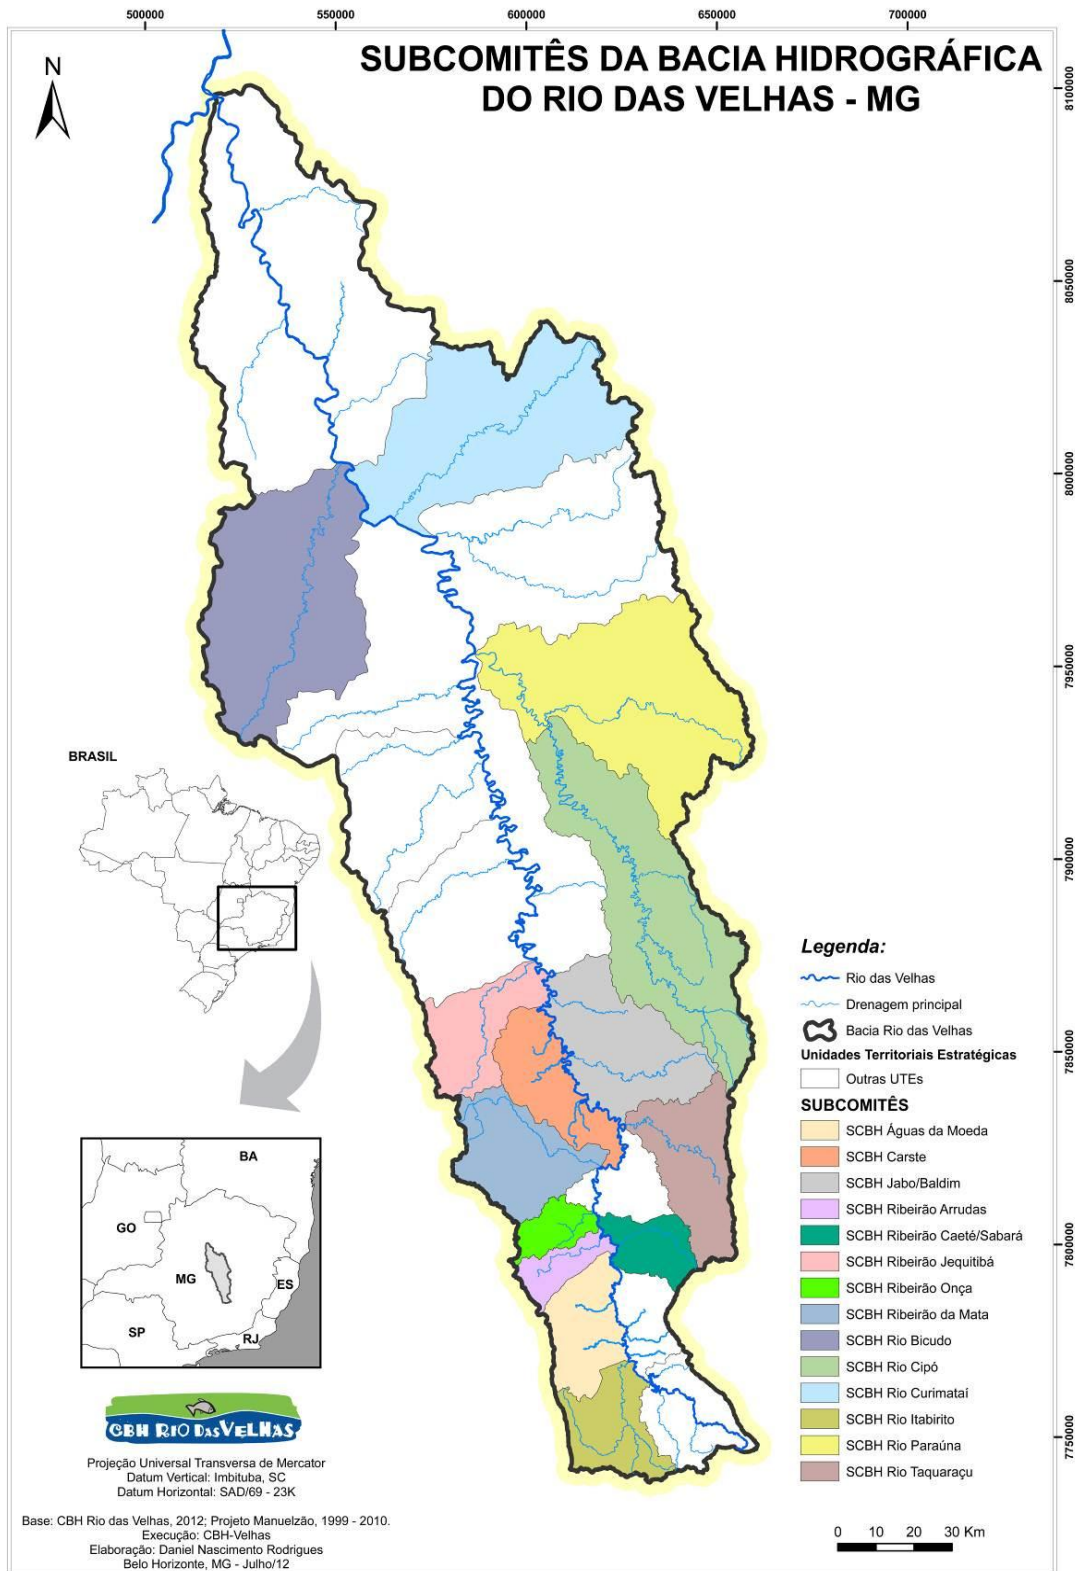 500000 550000 600000 650000 700000
SUBCOMITÊS DA BACIA HIDROGRÁFICA
DO RIO DAS VELHAS - MG
N
8100000
8050000
8000000
7950000
7900000
7850000
7800000
7750000
BRASIL
BA
GO
MG
ES
SP
RJ
CBH RIO DAS VELHAS
Projeção Universal Transversa de Mercator
Datum Vertical: Imbituba, SC
Datum Horizontal: SAD/69 - 23K
Base: CBH Rio das Velhas, 2012; Projeto Manuelzão, 1999 - 2010.
Execução: CBH-Velhas
Elaboração: Daniel Nascimento Rodrigues
Belo Horizonte, MG - Julho/12
Legenda:
Rio das Velhas
Drenagem principal
Bacia Rio das Velhas
Unidades Territoriais Estratégicas
Outras UTEs
SUBCOMITÊS
SCBH Águas da Moeda
SCBH Carste
SCBH Jabo/Baldim
SCBH Ribeirão Arrudas
SCBH Ribeirão Caeté/Sabará
SCBH Ribeirão Jequitibá
SCBH Ribeirão Onça
SCBH Ribeirão da Mata
SCBH Rio Bicudo
SCBH Rio Cipó
SCBH Rio Curimataí
SCBH Rio Itabirito
SCBH Rio Paraúna
SCBH Rio Taquaraçu
0 10 20 30 Km